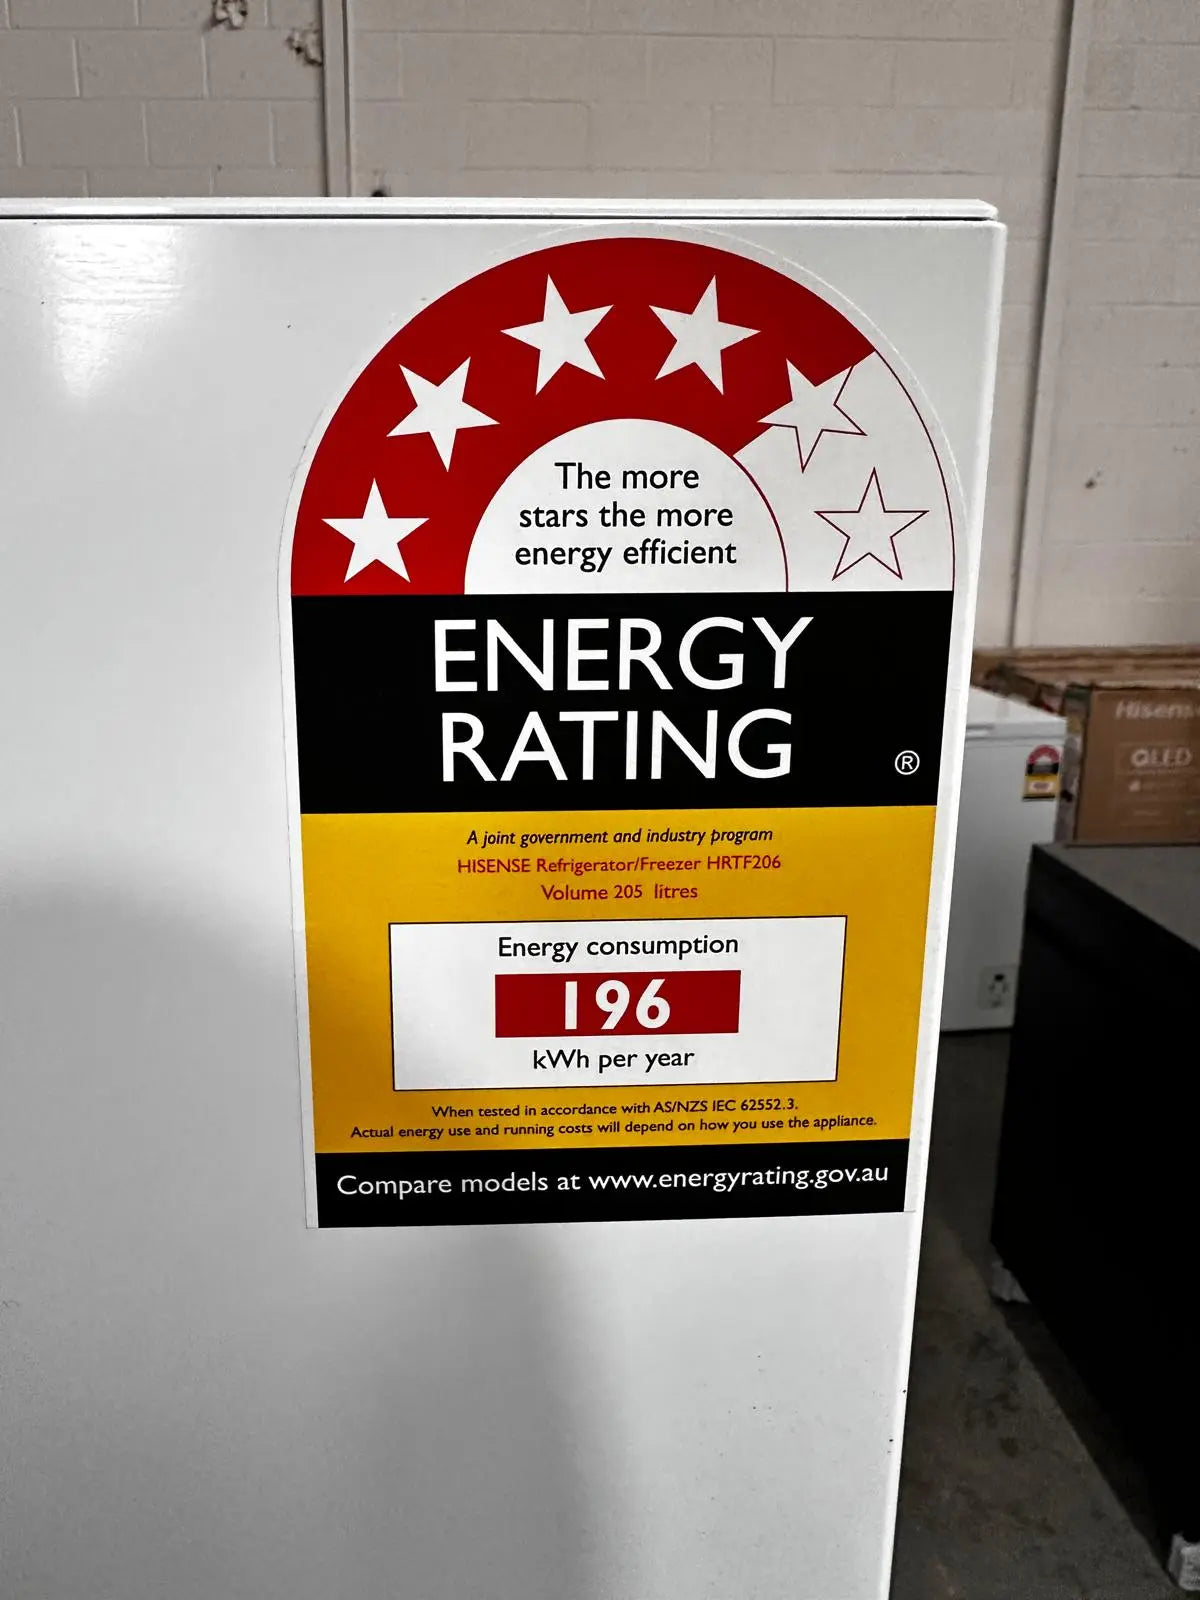 The more
stars the more
energy efficient
ENERGY
RATING
®
A joint government and industry program
HISENSE Refrigerator/Freezer HRTF206
Volume 205 litres
Energy consumption
196
kWh per year
When tested in accordance with AS/NZS IEC 62552.3.
Actual energy use and running costs will depend on how you use the appliance.
Compare models at www.energyrating.gov.au
QLED